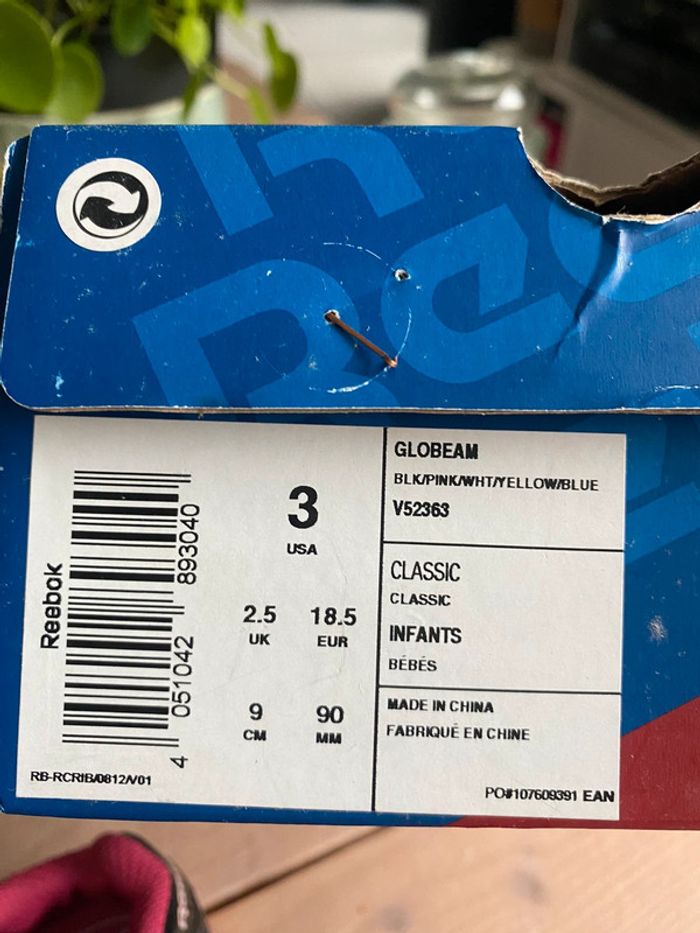 Reebok
4 051042 893040
RB-RCRIB/0812/V01
3
USA
2.5 18.5
UK EUR
9 90
CM MM
GLOBEAM
BLK/PINK/WHT/YELLOW/BLUE
V52363
CLASSIC
CLASSIC
INFANTS
BÉBÉS
MADE IN CHINA
FABRIQUÉ EN CHINE
PO#107609391 EAN